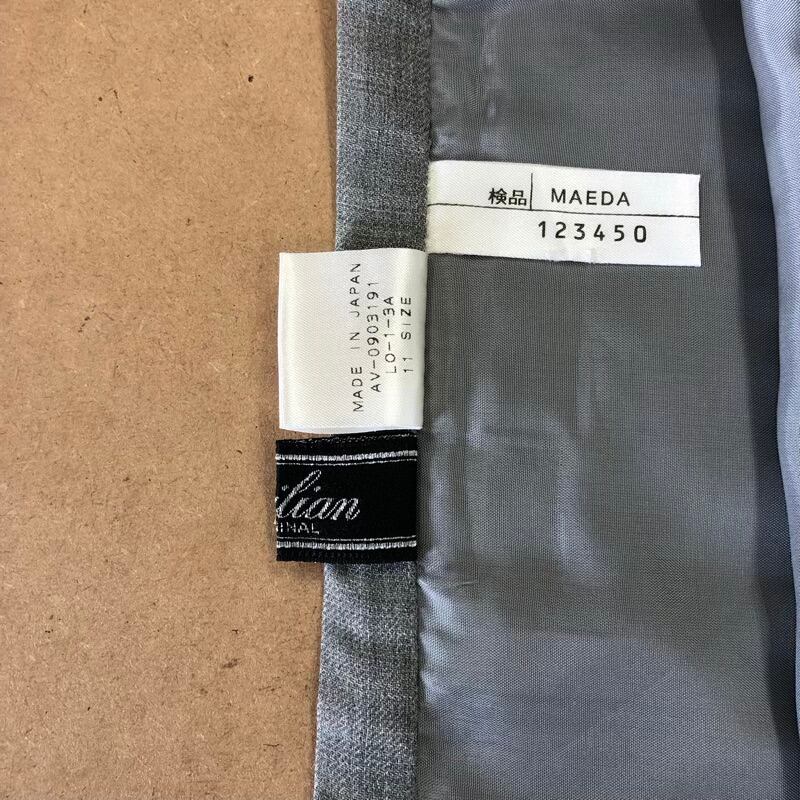 検品 MAEDA
123450
MADE IN JAPAN
AV-0903191
LO-1-3A
11 SIZE